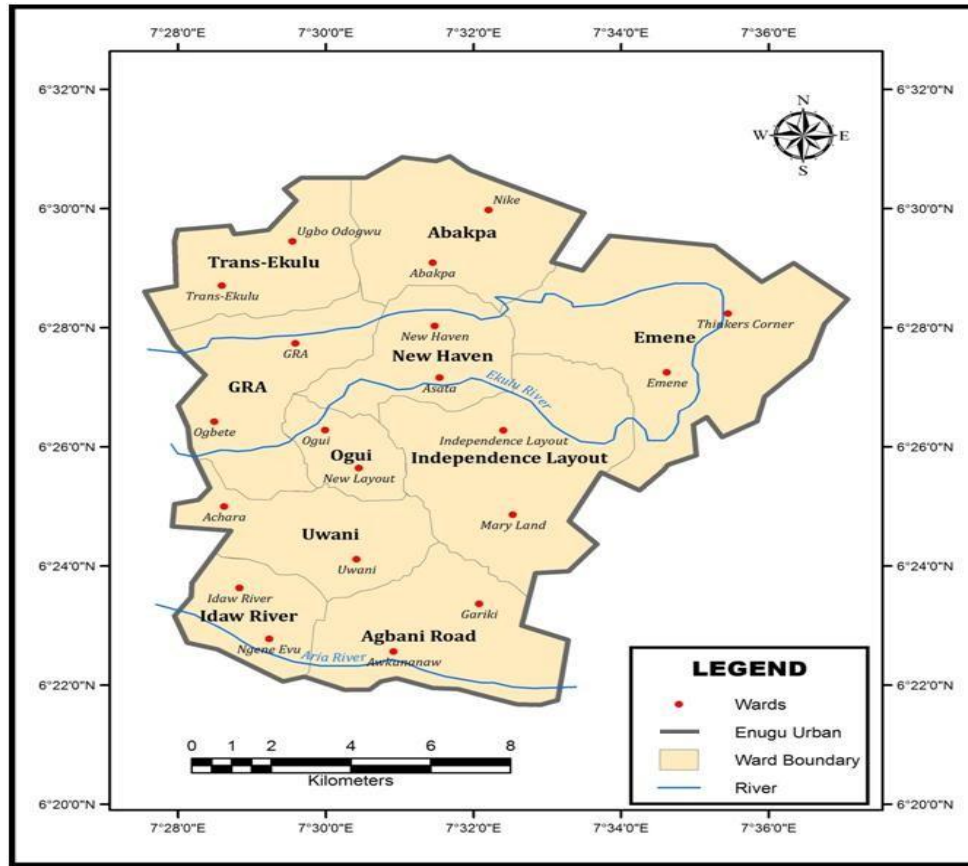 7°28'0"E 7°30'0"E 7°32'0"E 7°34'0"E 7°36'0"E
6°32'0"N 6°32'0"N
N
W E
S
6°30'0"N 6°30'0"N
Nike
Abakpa
Ugbo Odogwu
Trans-Ekulu
Abakpa
Trans-Ekulu
6°28'0"N 6°28'0"N
Thinkers Corner
New Haven
Emene
GRA
New Haven
Emene
GRA
Asata
Ekulu River
Ogbete
6°26'0"N 6°26'0"N
Ogui
Independence Layout
Ogui
Independence Layout
New Layout
Achara
Mary Land
Uwani
6°24'0"N 6°24'0"N
Uwani
Idaw River
Gariki
Idaw River
Agbani Road
Ngene Evu
Aria River
Awkunanaw
6°22'0"N 6°22'0"N
LEGEND
Wards
Enugu Urban
Ward Boundary
River
0 1 2 4 6 8
Kilometers
6°20'0"N 6°20'0"N
7°28'0"E 7°30'0"E 7°32'0"E 7°34'0"E 7°36'0"E